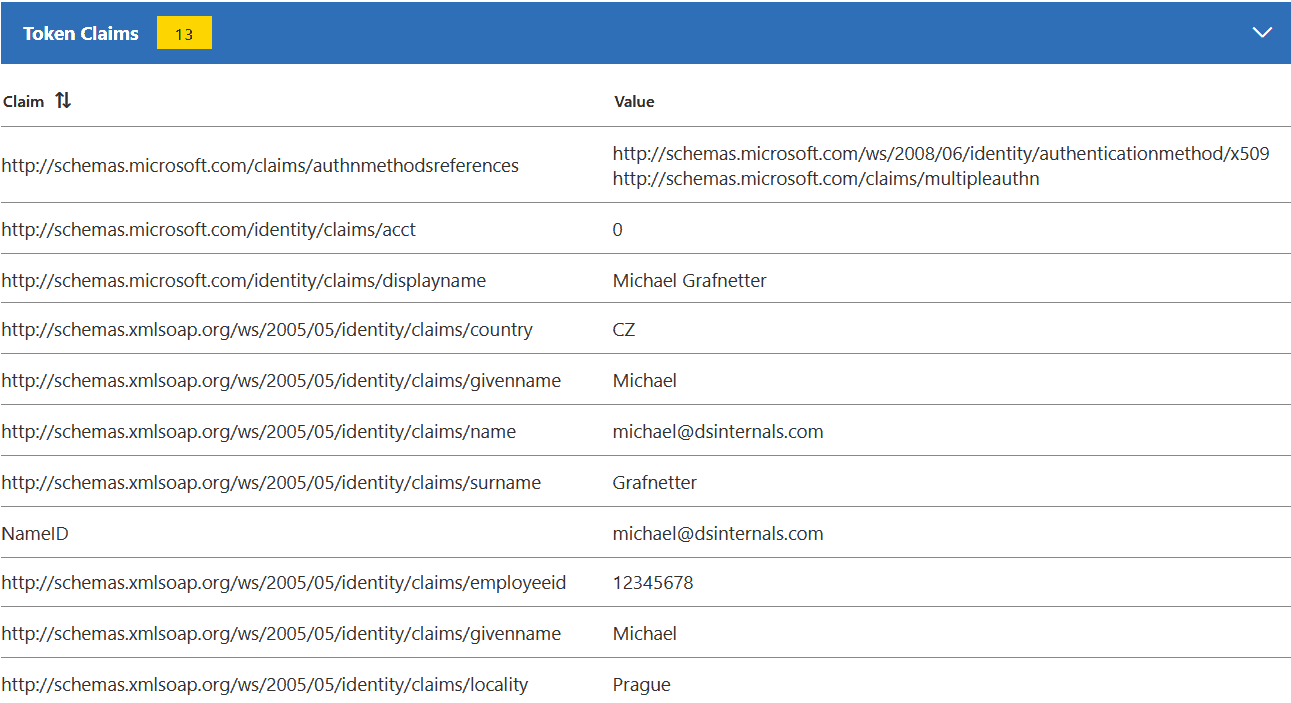 Token Claims 13
Claim Value
http://schemas.microsoft.com/claims/authnmethodsreferences http://schemas.microsoft.com/ws/2008/06/identity/authenticationmethod/x509
http://schemas.microsoft.com/claims/multipleauthn
http://schemas.microsoft.com/identity/claims/acct 0
http://schemas.microsoft.com/identity/claims/displayname Michael Grafnetter
http://schemas.xmlsoap.org/ws/2005/05/identity/claims/country CZ
http://schemas.xmlsoap.org/ws/2005/05/identity/claims/givenname Michael
http://schemas.xmlsoap.org/ws/2005/05/identity/claims/name michael@dsinternals.com
http://schemas.xmlsoap.org/ws/2005/05/identity/claims/surname Grafnetter
NameID michael@dsinternals.com
http://schemas.xmlsoap.org/ws/2005/05/identity/claims/employeeid 12345678
http://schemas.xmlsoap.org/ws/2005/05/identity/claims/givenname Michael
http://schemas.xmlsoap.org/ws/2005/05/identity/claims/locality Prague